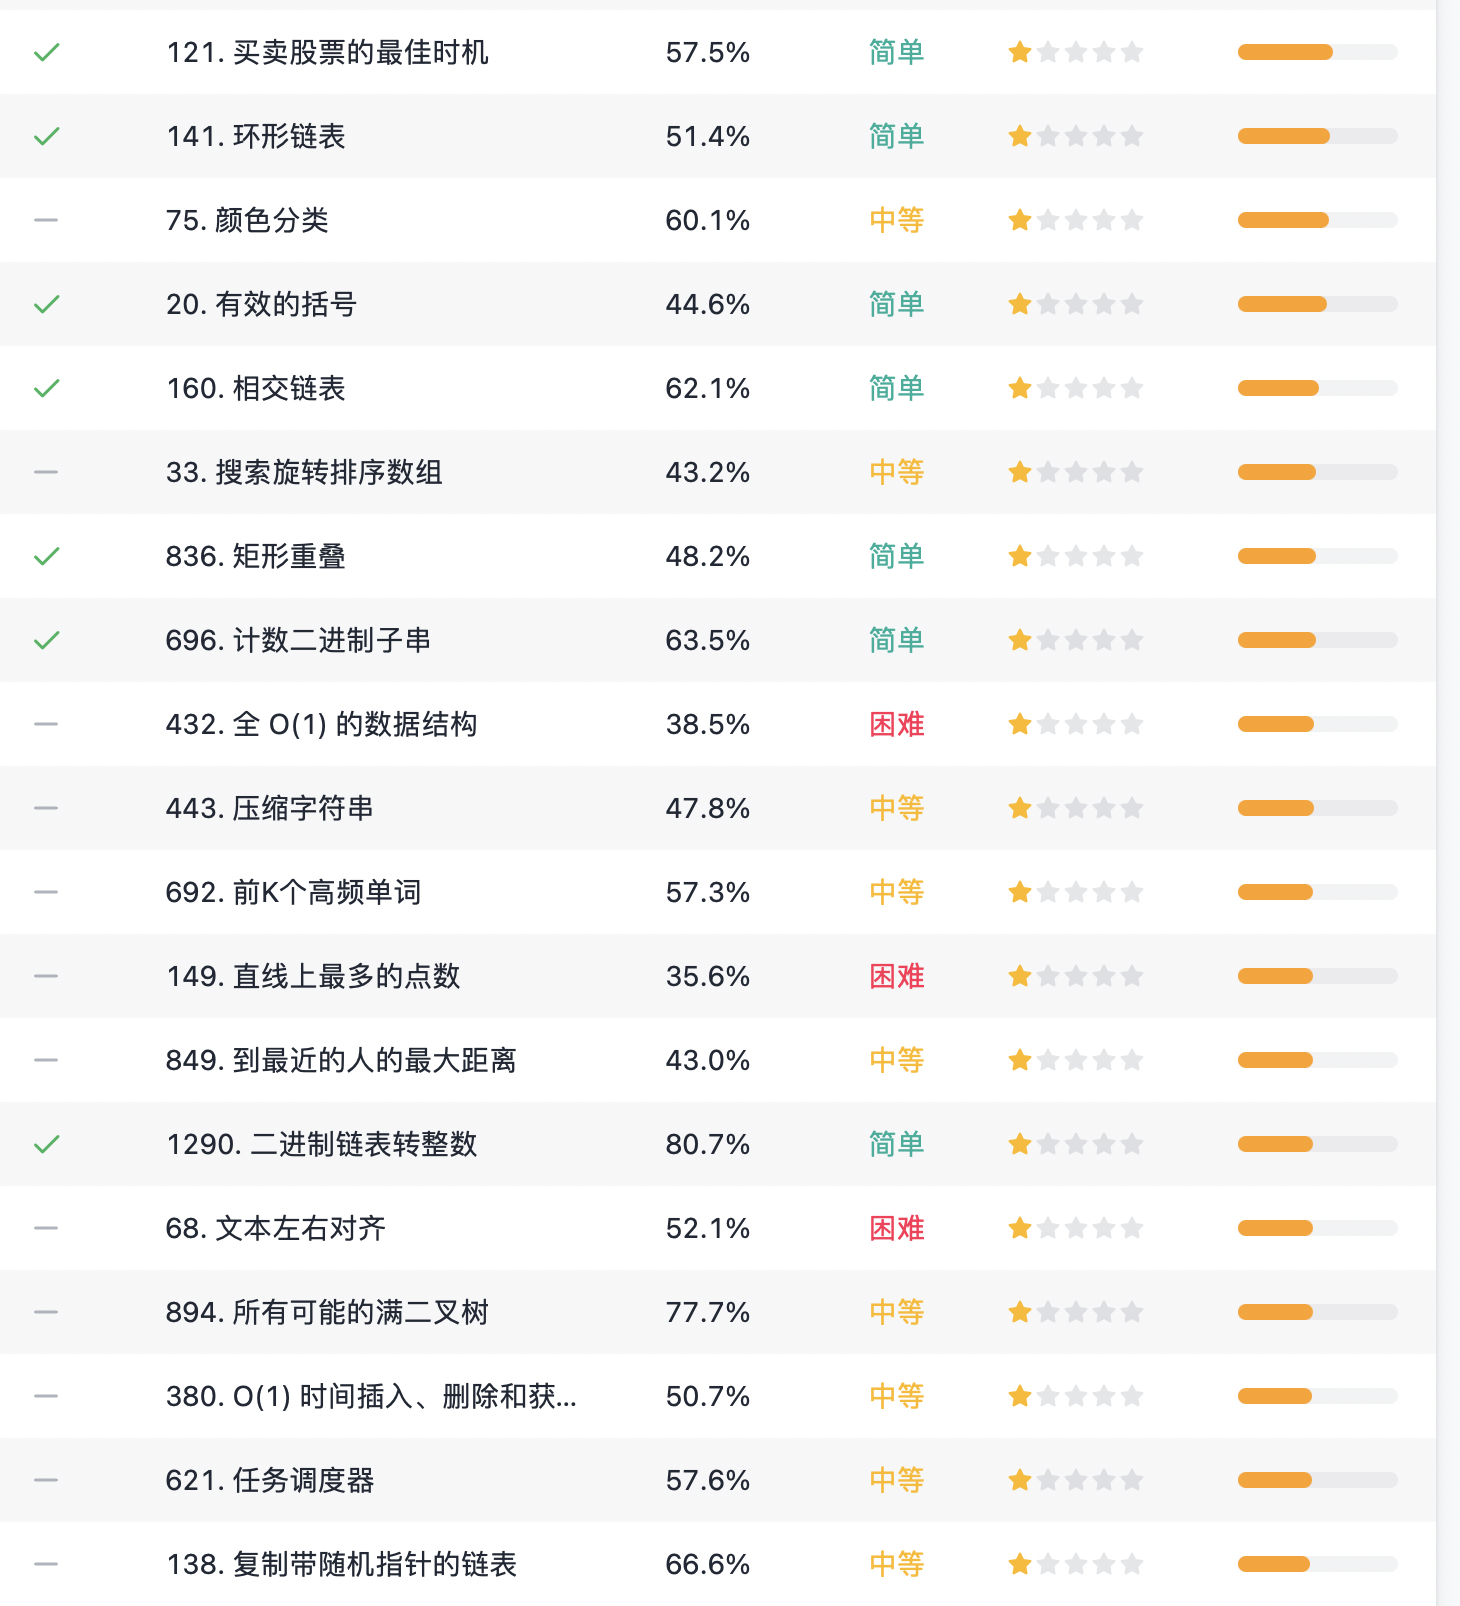 121. 买卖股票的最佳时机 57.5% 简单
141. 环形链表 51.4% 简单
75. 颜色分类 60.1% 中等
20. 有效的括号 44.6% 简单
160. 相交链表 62.1% 简单
33. 搜索旋转排序数组 43.2% 中等
836. 矩形重叠 48.2% 简单
696. 计数二进制子串 63.5% 简单
432. 全 O(1) 的数据结构 38.5% 困难
443. 压缩字符串 47.8% 中等
692. 前K个高频单词 57.3% 中等
149. 直线上最多的点数 35.6% 困难
849. 到最近的人的最大距离 43.0% 中等
1290. 二进制链表转整数 80.7% 简单
68. 文本左右对齐 52.1% 困难
894. 所有可能的满二叉树 77.7% 中等
380. O(1) 时间插入、删除和获... 50.7% 中等
621. 任务调度器 57.6% 中等
138. 复制带随机指针的链表 66.6% 中等